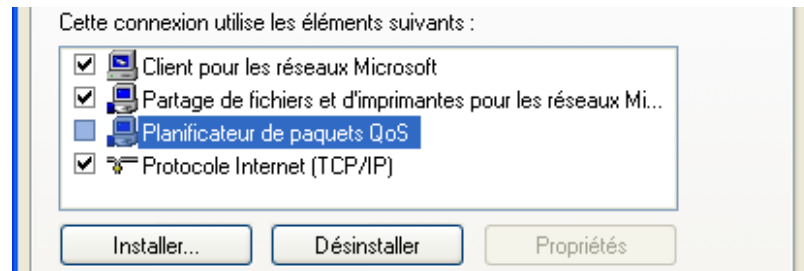 Cette connexion utilise les éléments suivants :
Client pour les réseaux Microsoft
Partage de fichiers et d'imprimantes pour les réseaux Mi...
Planificateur de paquets QoS
Protocole Internet (TCP/IP)
Installer... Désinstaller Propriétés